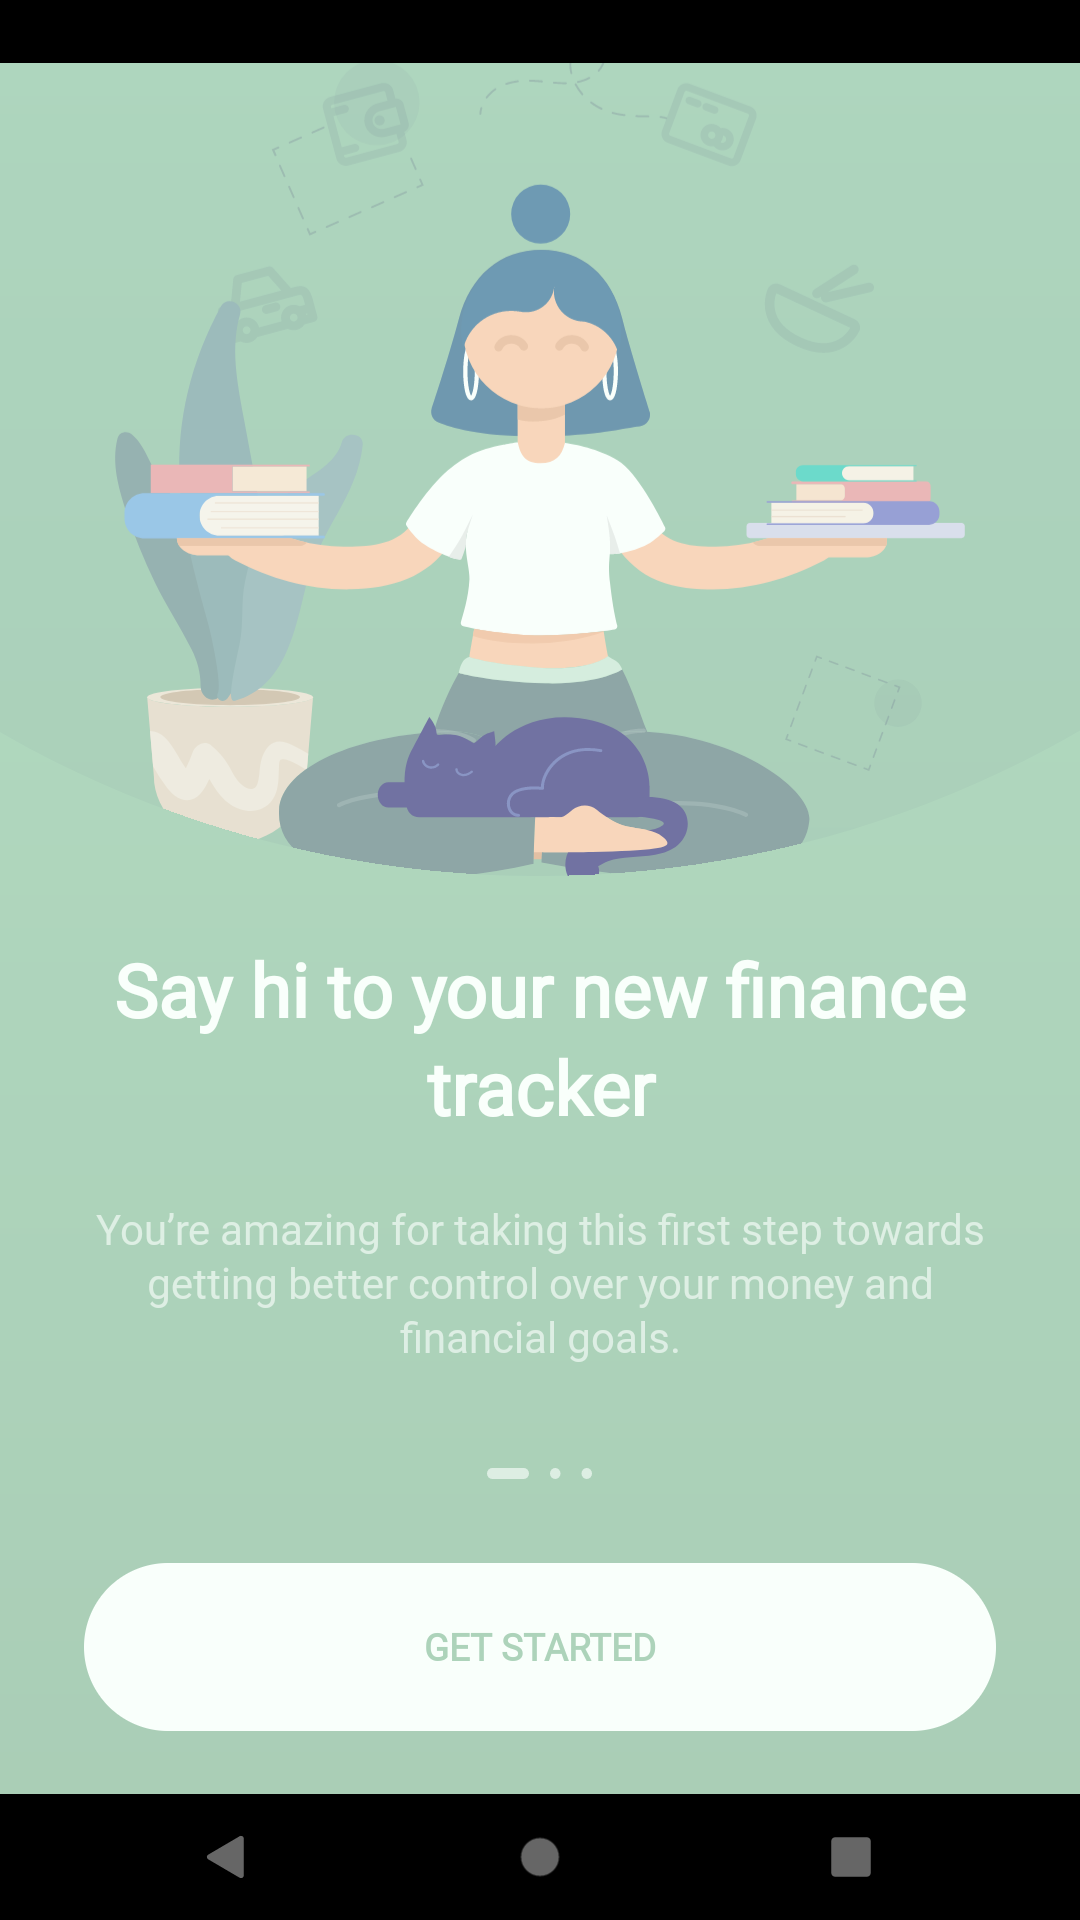 Say hi to your new finance
tracker
You’re amazing for taking this first step towards
getting better control over your money and
financial goals.
GET STARTED